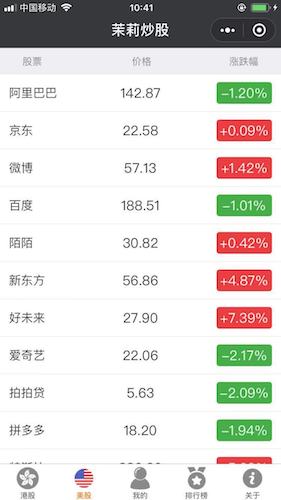 中国移动 10:41
茉莉炒股
股票 价格 涨跌幅
阿里巴巴 142.87 -1.20%
京东 22.58 +0.09%
微博 57.13 +1.42%
百度 188.51 -1.01%
陌陌 30.82 +0.42%
新东方 56.86 +4.87%
好未来 27.90 +7.39%
爱奇艺 22.06 -2.17%
拍拍贷 5.63 -2.09%
拼多多 18.20 -1.94%
港股 美股 我的 排行榜 关于